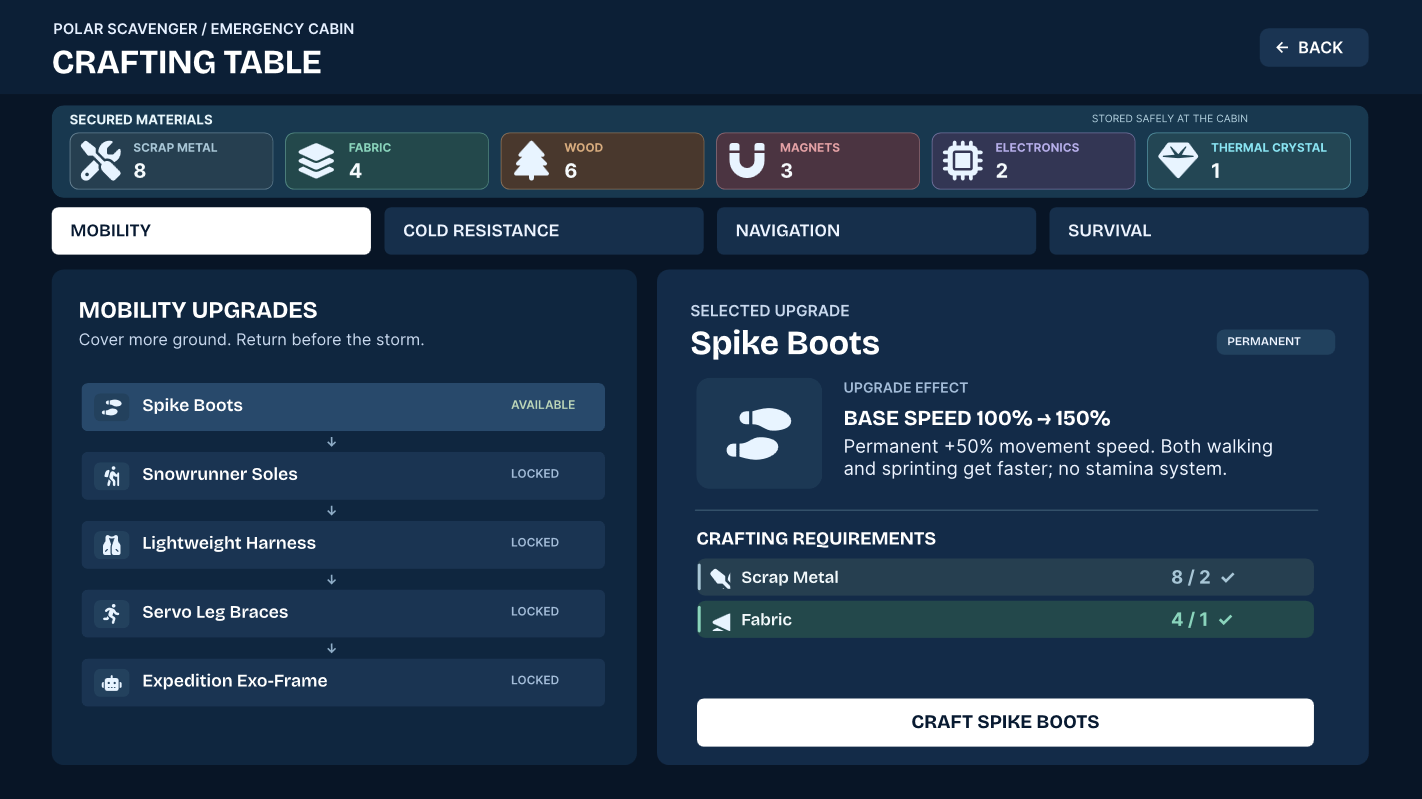 POLAR SCAVENGER / EMERGENCY CABIN
CRAFTING TABLE
← BACK
SECURED MATERIALS
STORED SAFELY AT THE CABIN
SCRAP METAL
8
FABRIC
4
WOOD
6
MAGNETS
3
ELECTRONICS
2
THERMAL CRYSTAL
1
MOBILITY
COLD RESISTANCE
NAVIGATION
SURVIVAL
MOBILITY UPGRADES
Cover more ground. Return before the storm.
Spike Boots AVAILABLE
↓
Snowrunner Soles LOCKED
↓
Lightweight Harness LOCKED
↓
Servo Leg Braces LOCKED
↓
Expedition Exo-Frame LOCKED
SELECTED UPGRADE
Spike Boots
PERMANENT
UPGRADE EFFECT
BASE SPEED 100% → 150%
Permanent +50% movement speed. Both walking
and sprinting get faster; no stamina system.
CRAFTING REQUIREMENTS
Scrap Metal 8 / 2 ✓
Fabric 4 / 1 ✓
CRAFT SPIKE BOOTS